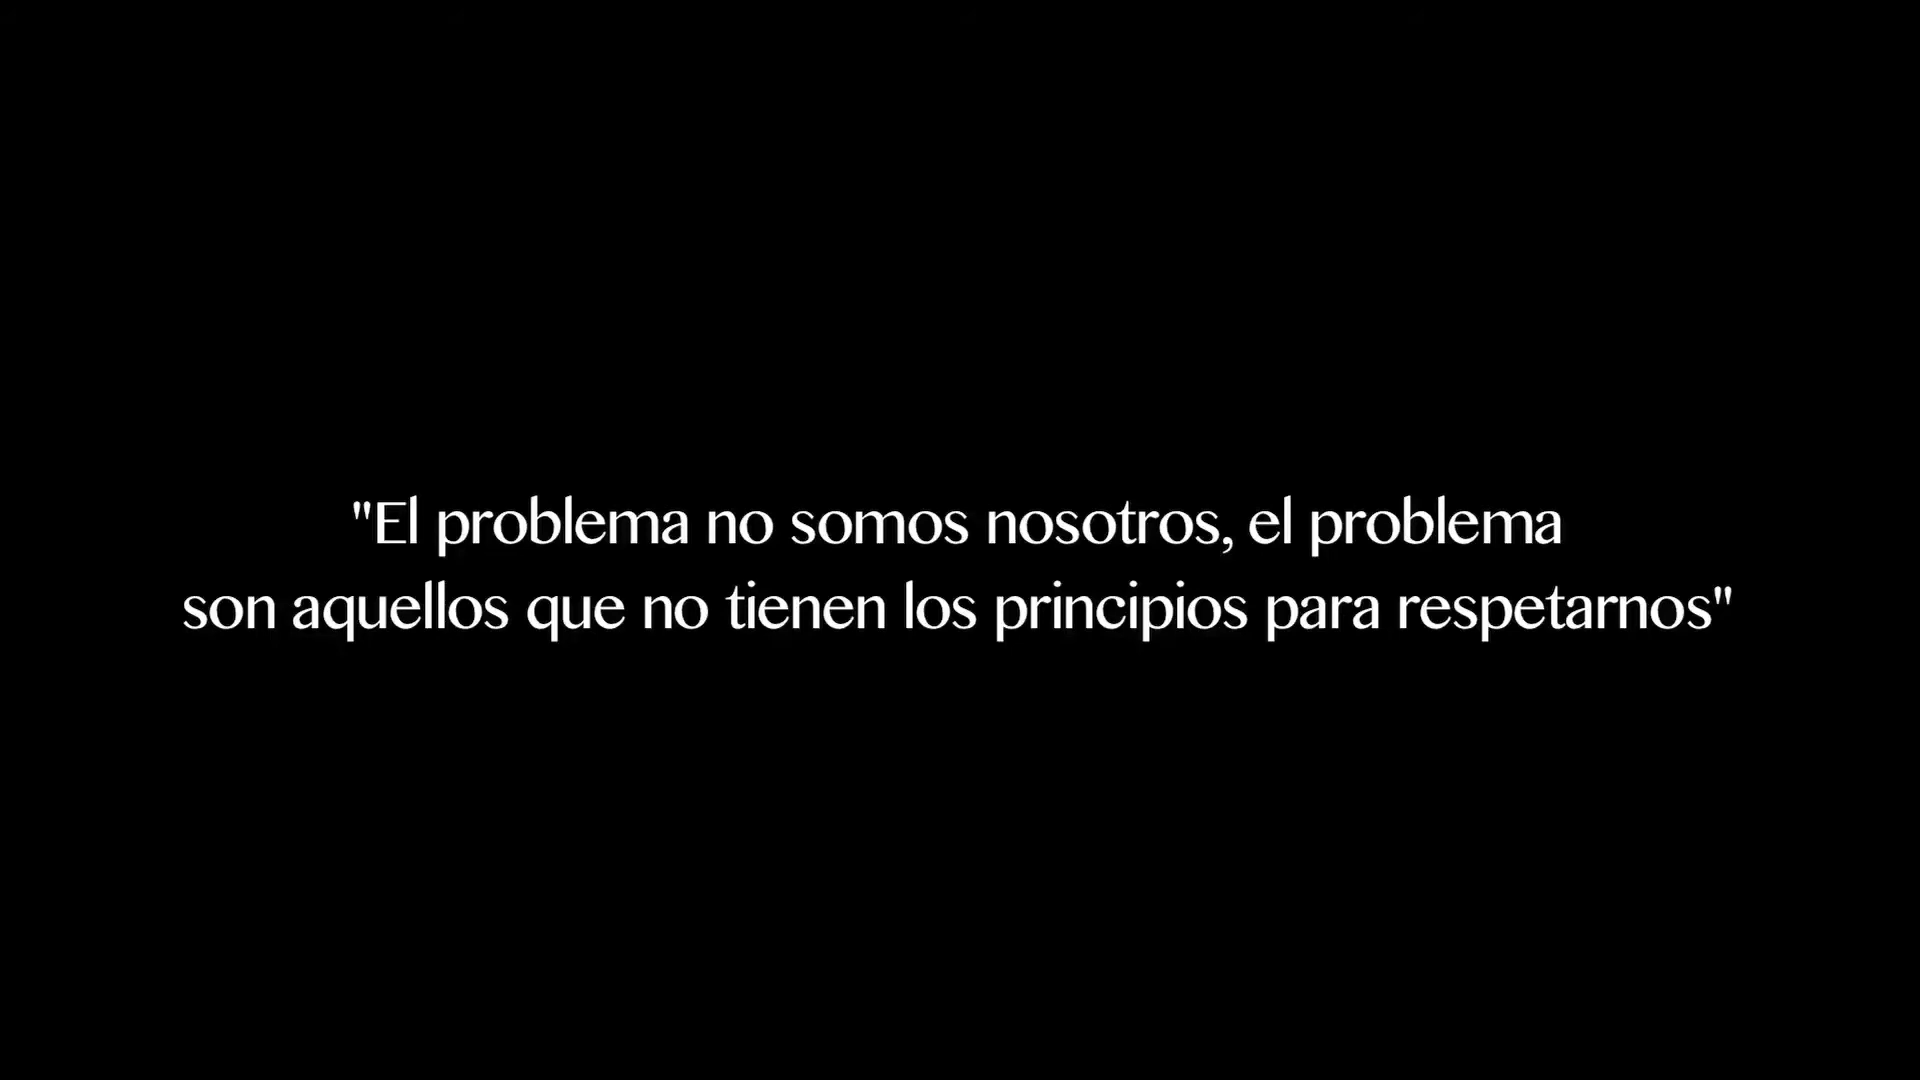 "El problema no somos nosotros, el problema
son aquellos que no tienen los principios para respetarnos"